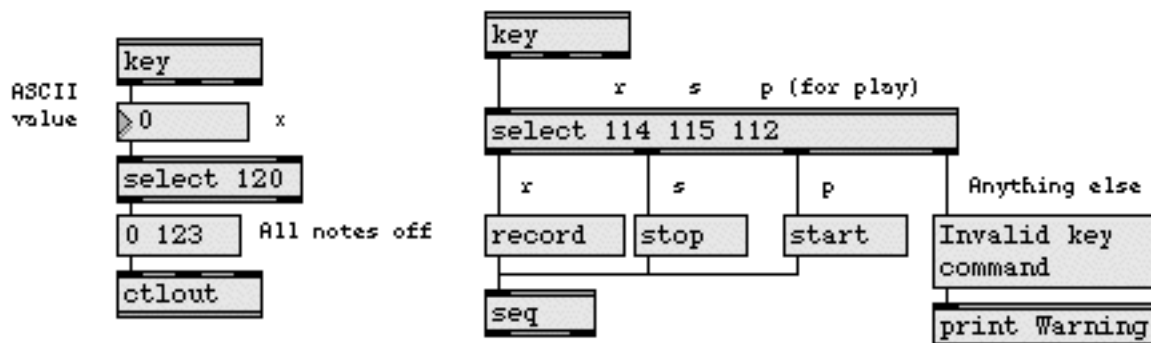 key
ASCII
value
0
x
select 120
0 123
All notes off
ctlout
key
r s p (for play)
select 114 115 112
r s p Anything else
record
stop
start
Invalid key
command
seq
print Warning